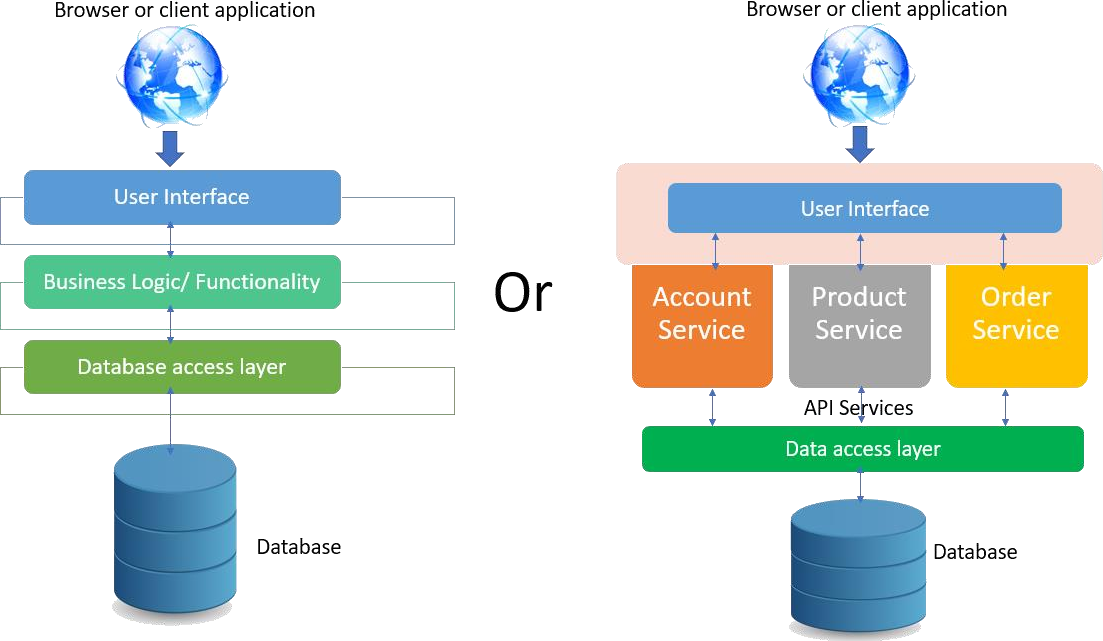 Browser or client application
User Interface
Business Logic/ Functionality
Database access layer
Database
Or
Browser or client application
User Interface
Account
Service
Product
Service
Order
Service
API Services
Data access layer
Database